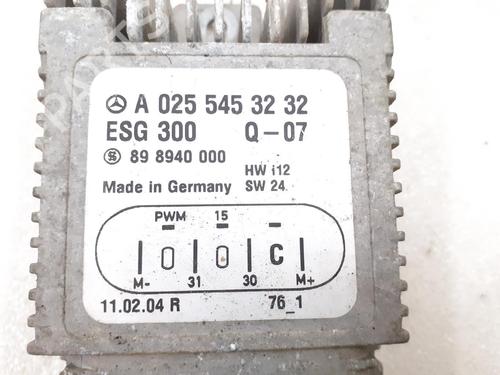 A 025 545 32 32
ESG 300 Q-07
89 8940 000
HW 112
Made in Germany SW 24
PWM 15
C
M- 31 30 M+
11.02.04 R 76_1